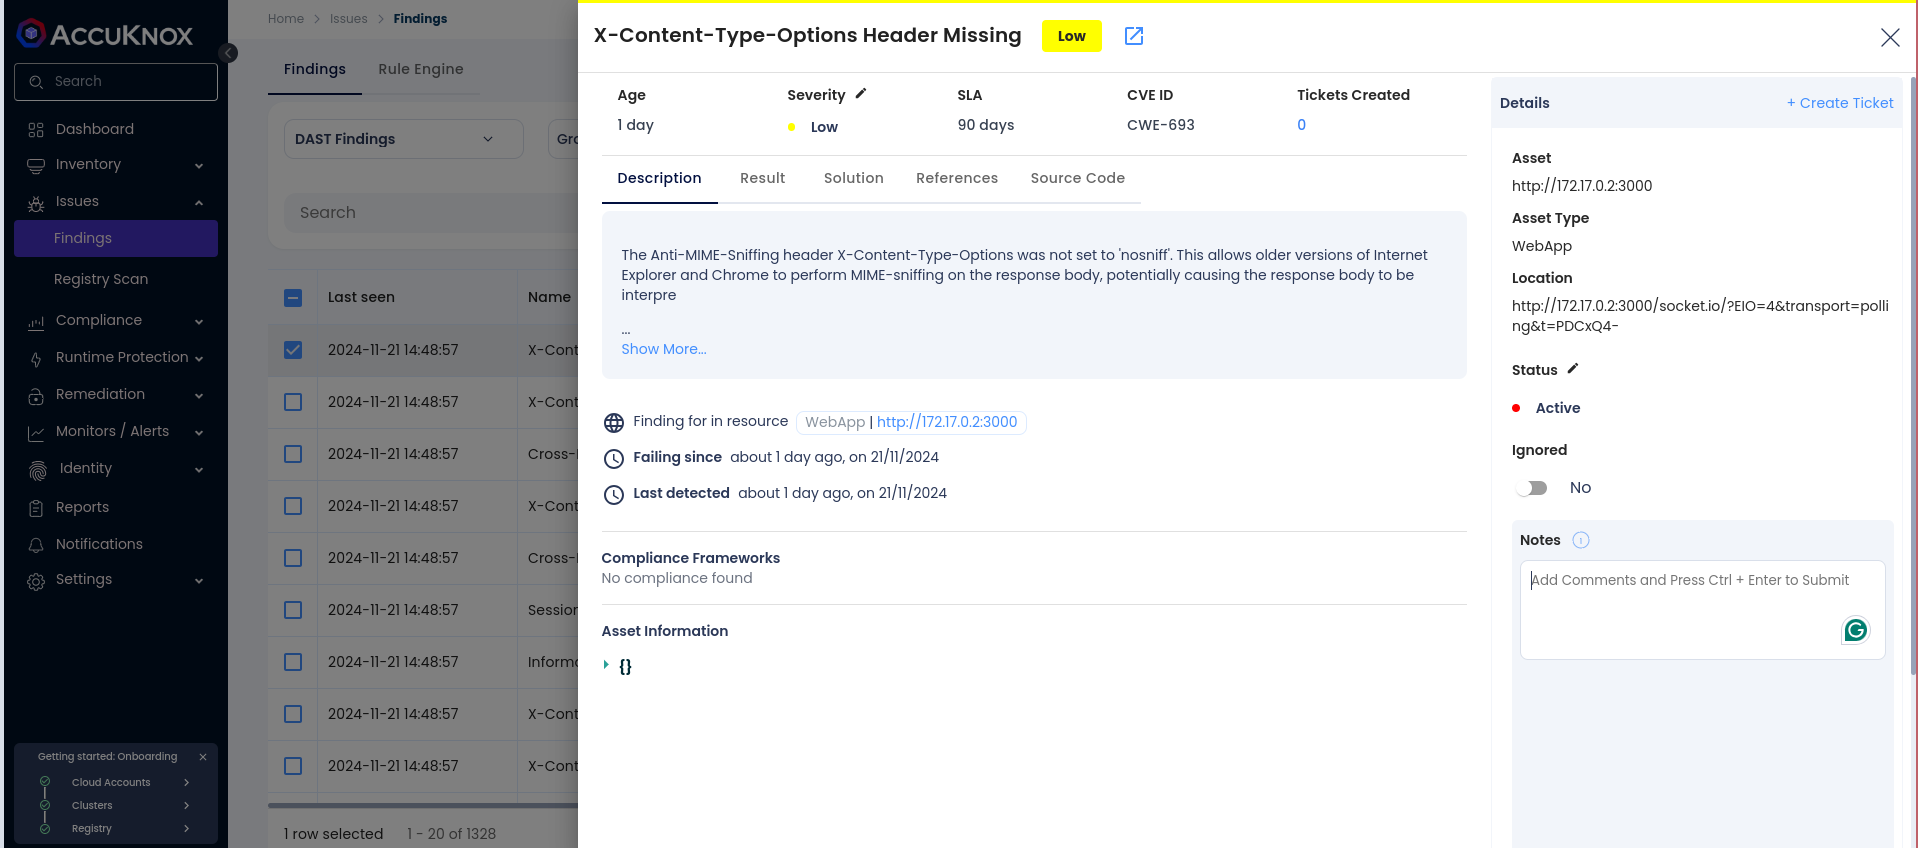 ACCUKNOX
Search
Dashboard
Inventory
Issues
Findings
Registry Scan
Compliance
Runtime Protection
Remediation
Monitors / Alerts
Identity
Reports
Notifications
Settings
Getting started: Onboarding
Cloud Accounts
Clusters
Registry
Home > Issues > Findings
Findings Rule Engine
DAST Findings Gro
Search
Last seen Name
2024-11-21 14:48:57 X-Cont
2024-11-21 14:48:57 X-Cont
2024-11-21 14:48:57 Cross-
2024-11-21 14:48:57 X-Cont
2024-11-21 14:48:57 Cross-
2024-11-21 14:48:57 Session
2024-11-21 14:48:57 Informa
2024-11-21 14:48:57 X-Cont
2024-11-21 14:48:57 X-Cont
1 row selected 1 - 20 of 1328
X-Content-Type-Options Header Missing Low
Age Severity SLA CVE ID Tickets Created
1 day Low 90 days CWE-693 0
Description Result Solution References Source Code
The Anti-MIME-Sniffing header X-Content-Type-Options was not set to 'nosniff'. This allows older versions of Internet
Explorer and Chrome to perform MIME-sniffing on the response body, potentially causing the response body to be
interpre
...
Show More...
Finding for in resource WebApp | http://172.17.0.2:3000
Failing since about 1 day ago, on 21/11/2024
Last detected about 1 day ago, on 21/11/2024
Compliance Frameworks
No compliance found
Asset Information
{}
Details + Create Ticket
Asset
http://172.17.0.2:3000
Asset Type
WebApp
Location
http://172.17.0.2:3000/socket.io/?EIO=4&transport=polli
ng&t=PDCxQ4-
Status
Active
Ignored
No
Notes
Add Comments and Press Ctrl + Enter to Submit